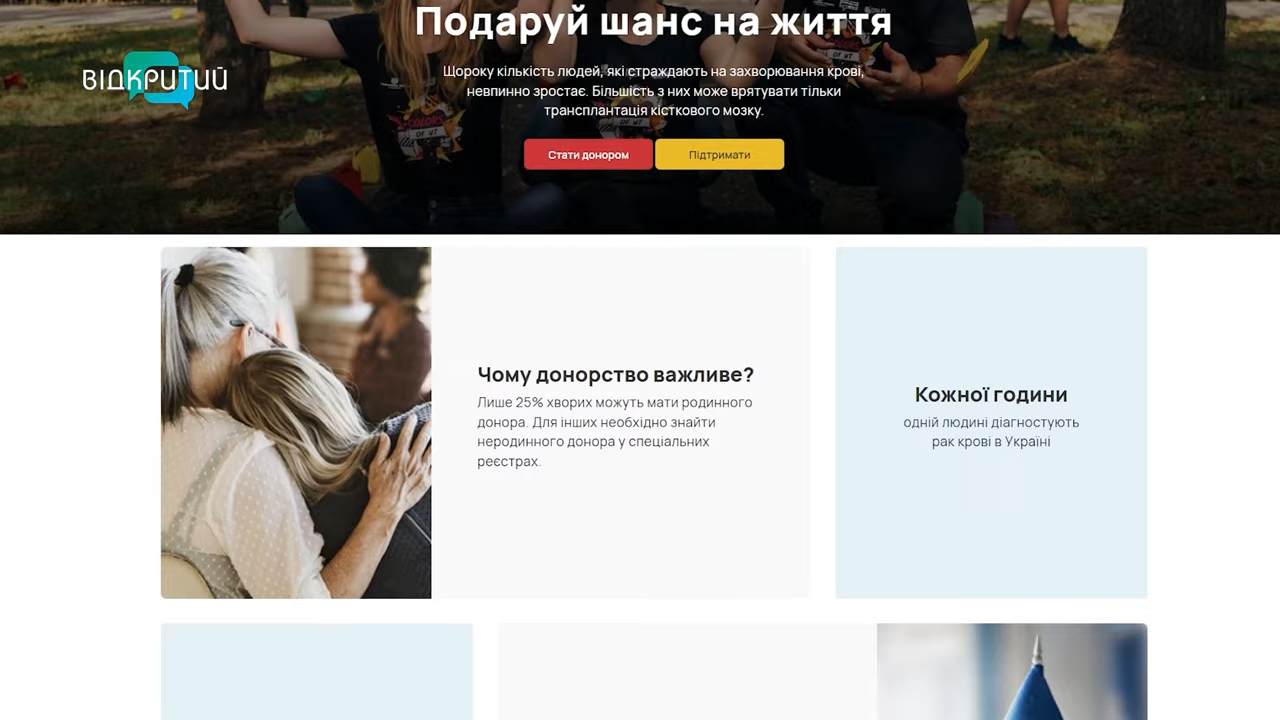 Подаруй шанс на життя
ВІДКРИТИЙ
Щороку кількість людей, які страждають на захворювання крові,
невпинно зростає. Більшість з них може врятувати тільки
трансплантація кісткового мозку.
Стати донором
Підтримати
Чому донорство важливе?
Лише 25% хворих можуть мати родинного
донора. Для інших необхідно знайти
неродинного донора у спеціальних
реєстрах.
Кожної години
одній людині діагностують
рак крові в Україні